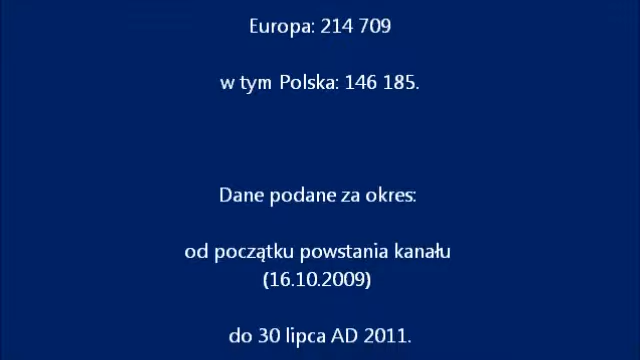 Europa: 214 709
w tym Polska: 146 185.
Dane podane za okres:
od początku powstania kanału
(16.10.2009)
do 30 lipca AD 2011.